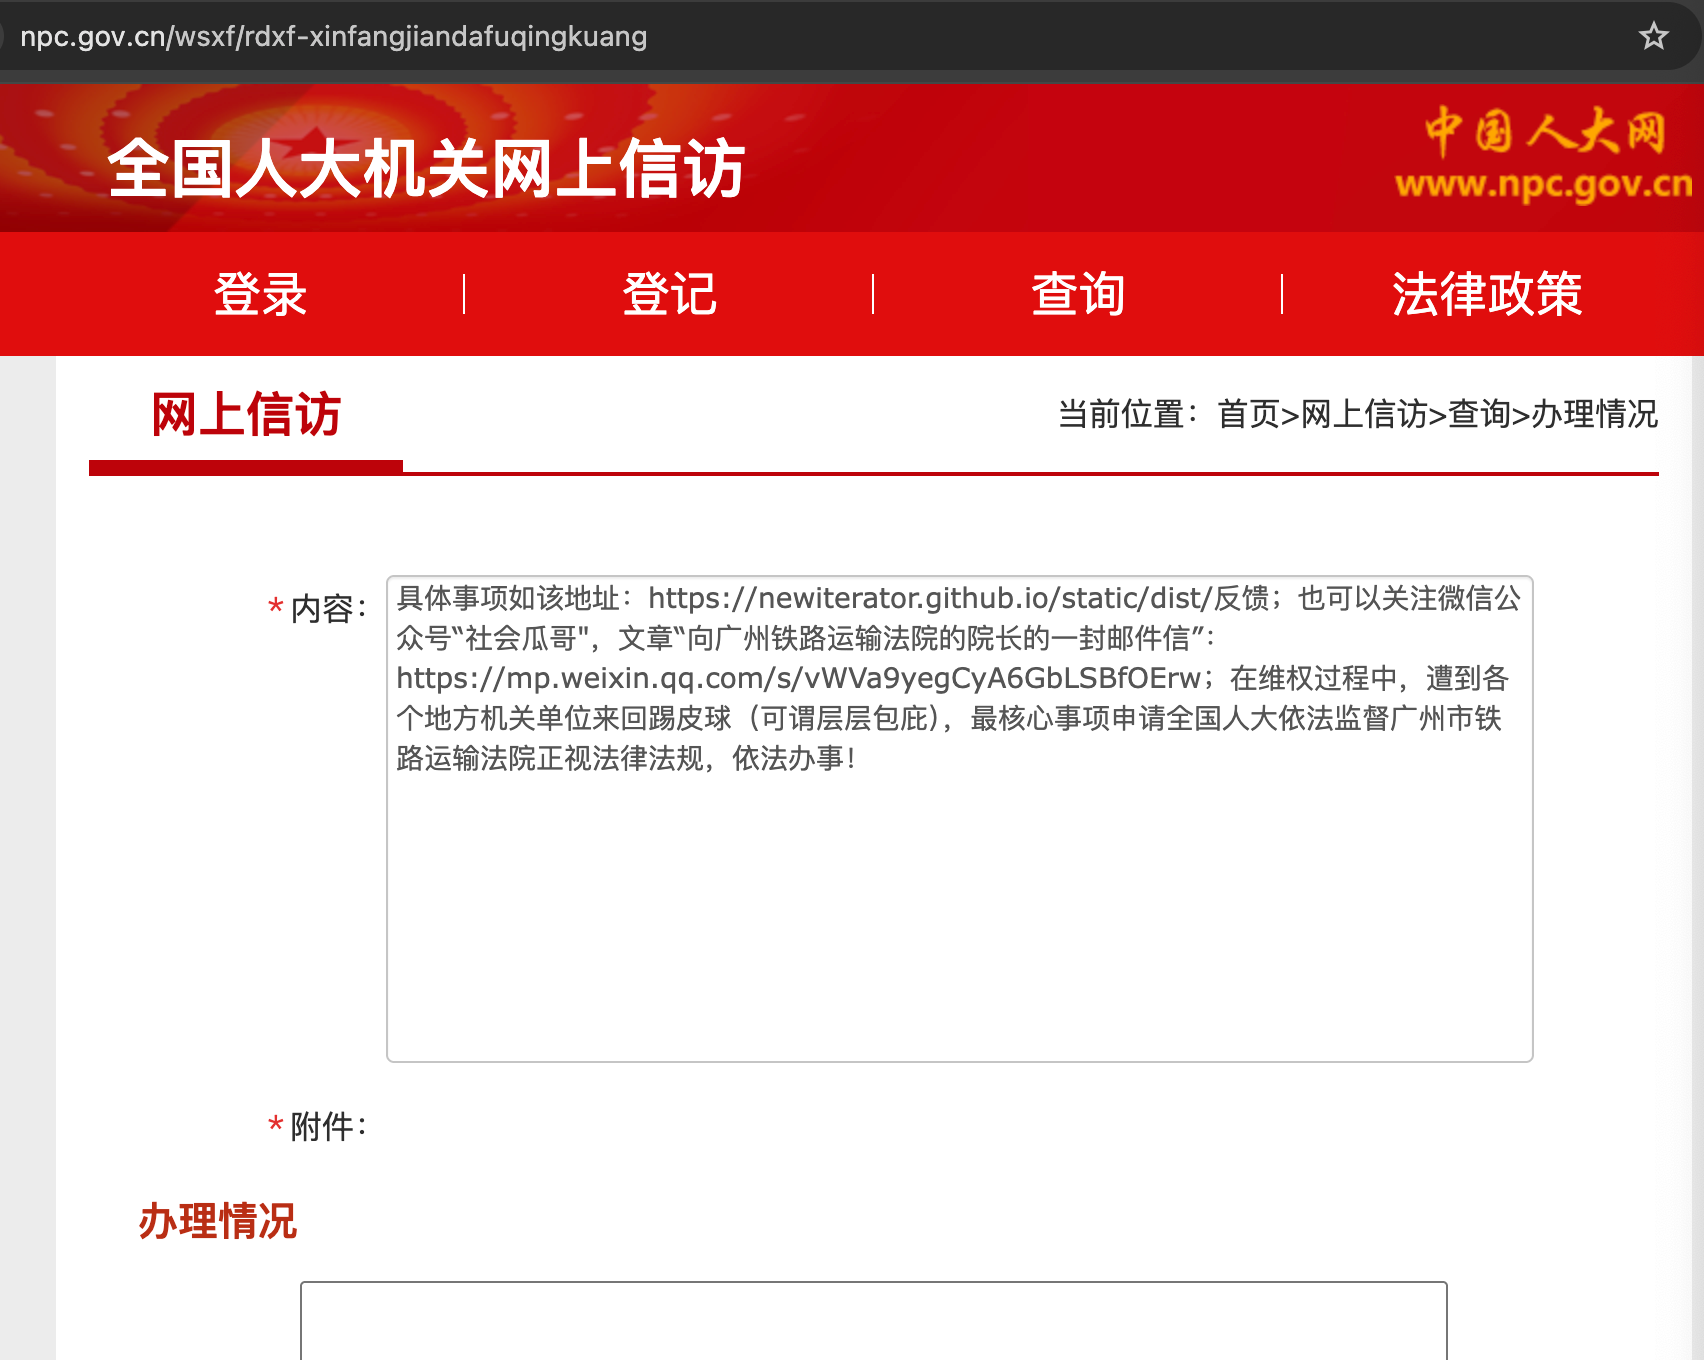 npc.gov.cn/wsxf/rdxf-xinfangjiandafuqingkuang
全国人大机关网上信访
中国人大网
www.npc.gov.cn
登录
登记
查询
法律政策
网上信访
当前位置：首页>网上信访>查询>办理情况
*内容：
具体事项如该地址：https://newiterator.github.io/static/dist/反馈；也可以关注微信公
众号“社会瓜哥"，文章“向广州铁路运输法院的院长的一封邮件信”：
https://mp.weixin.qq.com/s/vWVa9yegCyA6GbLSBfOErw；在维权过程中，遭到各
个地方机关单位来回踢皮球（可谓层层包庇），最核心事项申请全国人大依法监督广州市铁
路运输法院正视法律法规，依法办事！
*附件：
办理情况